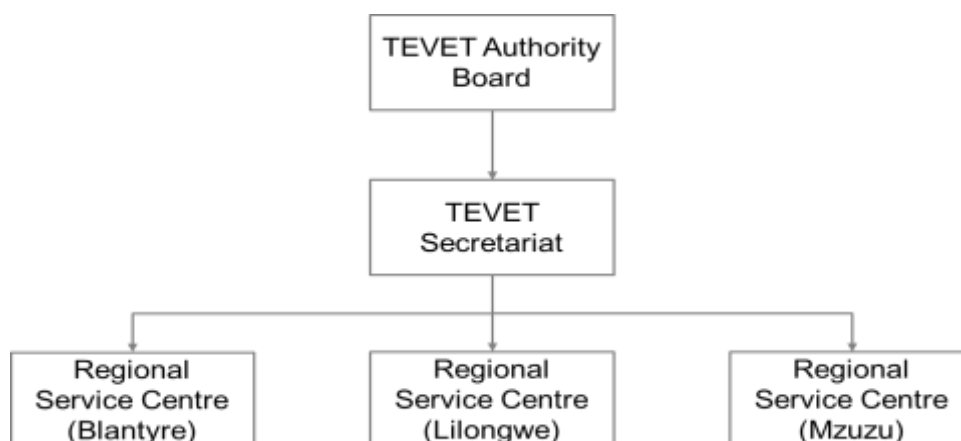 TEVET Authority
Board
TEVET
Secretariat
Regional
Service Centre
(Blantyre)
Regional
Service Centre
(Lilongwe)
Regional
Service Centre
(Mzuzu)